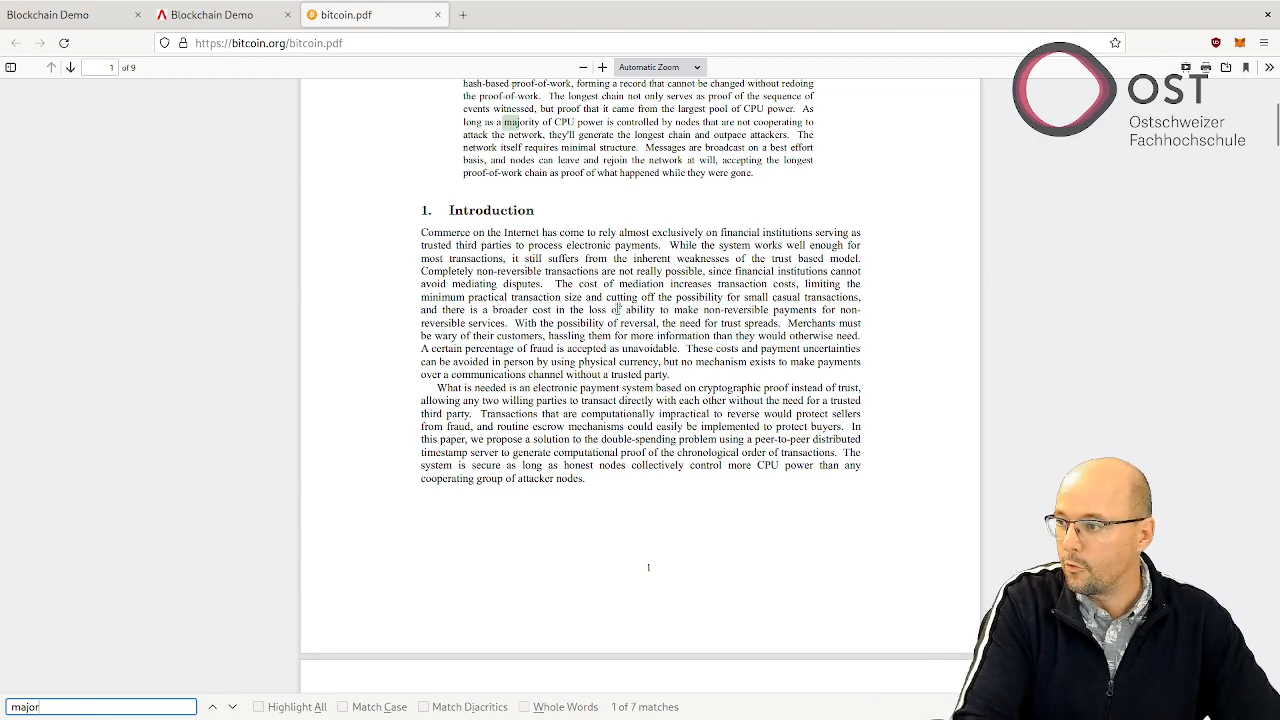 Blockchain Demo
Blockchain Demo
bitcoin.pdf
https://bitcoin.org/bitcoin.pdf
1 of 9
Automatic Zoom
OST
Ostschweizer
Fachhochschule
hash-based proof-of-work, forming a record that cannot be changed without redoing
the proof-of-work. The longest chain not only serves as proof of the sequence of
events witnessed, but proof that it came from the largest pool of CPU power. As
long as a majority of CPU power is controlled by nodes that are not cooperating to
attack the network, they'll generate the longest chain and outpace attackers. The
network itself requires minimal structure. Messages are broadcast on a best effort
basis, and nodes can leave and rejoin the network at will, accepting the longest
proof-of-work chain as proof of what happened while they were gone.
1. Introduction
Commerce on the Internet has come to rely almost exclusively on financial institutions serving as
trusted third parties to process electronic payments. While the system works well enough for
most transactions, it still suffers from the inherent weaknesses of the trust based model.
Completely non-reversible transactions are not really possible, since financial institutions cannot
avoid mediating disputes. The cost of mediation increases transaction costs, limiting the
minimum practical transaction size and cutting off the possibility for small casual transactions,
and there is a broader cost in the loss of ability to make non-reversible payments for non-
reversible services. With the possibility of reversal, the need for trust spreads. Merchants must
be wary of their customers, hassling them for more information than they would otherwise need.
A certain percentage of fraud is accepted as unavoidable. These costs and payment uncertainties
can be avoided in person by using physical currency, but no mechanism exists to make payments
over a communications channel without a trusted party.
What is needed is an electronic payment system based on cryptographic proof instead of trust,
allowing any two willing parties to transact directly with each other without the need for a trusted
third party. Transactions that are computationally impractical to reverse would protect sellers
from fraud, and routine escrow mechanisms could easily be implemented to protect buyers. In
this paper, we propose a solution to the double-spending problem using a peer-to-peer distributed
timestamp server to generate computational proof of the chronological order of transactions. The
system is secure as long as honest nodes collectively control more CPU power than any
cooperating group of attacker nodes.
1
major
Highlight All
Match Case
Match Diacritics
Whole Words
1 of 7 matches